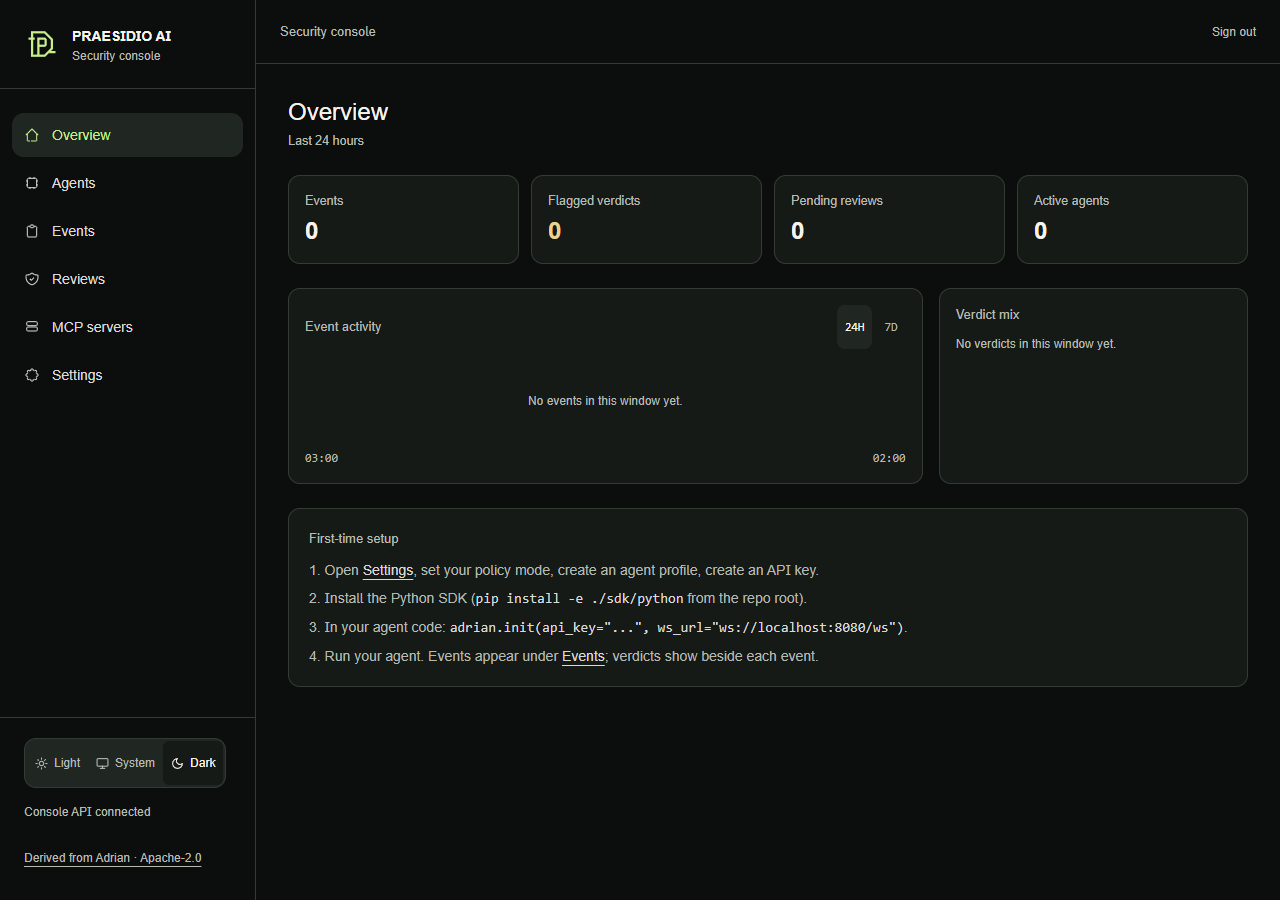 PRAESIDIO AI
Security console
Overview
Agents
Events
Reviews
MCP servers
Settings
Light System Dark
Console API connected
Derived from Adrian · Apache-2.0
Security console
Sign out
Overview
Last 24 hours
Events
0
Flagged verdicts
0
Pending reviews
0
Active agents
0
Event activity
24H 7D
No events in this window yet.
03:00 02:00
Verdict mix
No verdicts in this window yet.
First-time setup
1. Open Settings, set your policy mode, create an agent profile, create an API key.
2. Install the Python SDK (pip install -e ./sdk/python from the repo root).
3. In your agent code: adrian.init(api_key="...", ws_url="ws://localhost:8080/ws").
4. Run your agent. Events appear under Events; verdicts show beside each event.